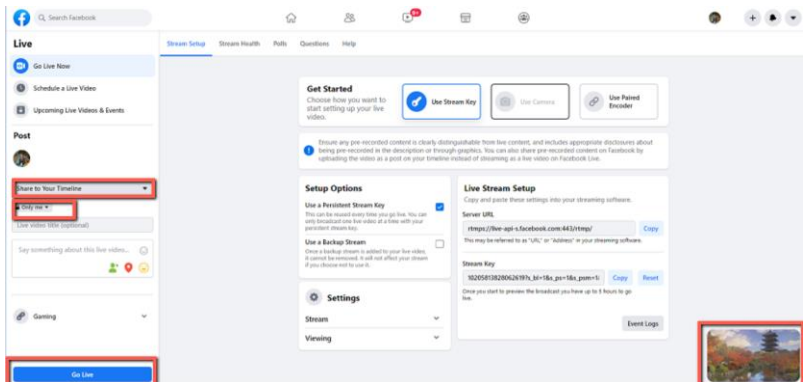 Search Facebook
Live
Go Live Now
Schedule a Live Video
Upcoming Live Videos & Events
Post
Share to Your Timeline
Only me
Live video title (optional)
Say something about this live video...
Gaming
Go Live
Stream Setup Stream Health Polls Questions Help
Get Started
Choose how you want to
start setting up your live
video.
Use Stream Key
Use Camera
Use Paired
Encoder
Ensure any pre-recorded content is clearly distinguishable from live content, and includes appropriate disclosures about
being pre-recorded in the description or through graphics. You can also share pre-recorded content on Facebook by
uploading the video as a post on your timeline instead of streaming as a live video on Facebook Live.
Setup Options
Use a Persistent Stream Key
This can be reused every time you go live. You can
only broadcast one live video at a time with your
persistent stream key.
Use a Backup Stream
Once a backup stream is added to your live video,
it cannot be removed. It will not affect your stream
if you choose not to use it.
Settings
Stream
Viewing
Live Stream Setup
Copy and paste these settings into your streaming software.
Server URL
rtmps://live-api-s.facebook.com:443/rtmp/ Copy
This may be referred to as "URL" or "Address" in your streaming software.
Stream Key
Copy Reset
Once you start to preview the broadcast you have up to 5 hours to go
live.
Event Logs